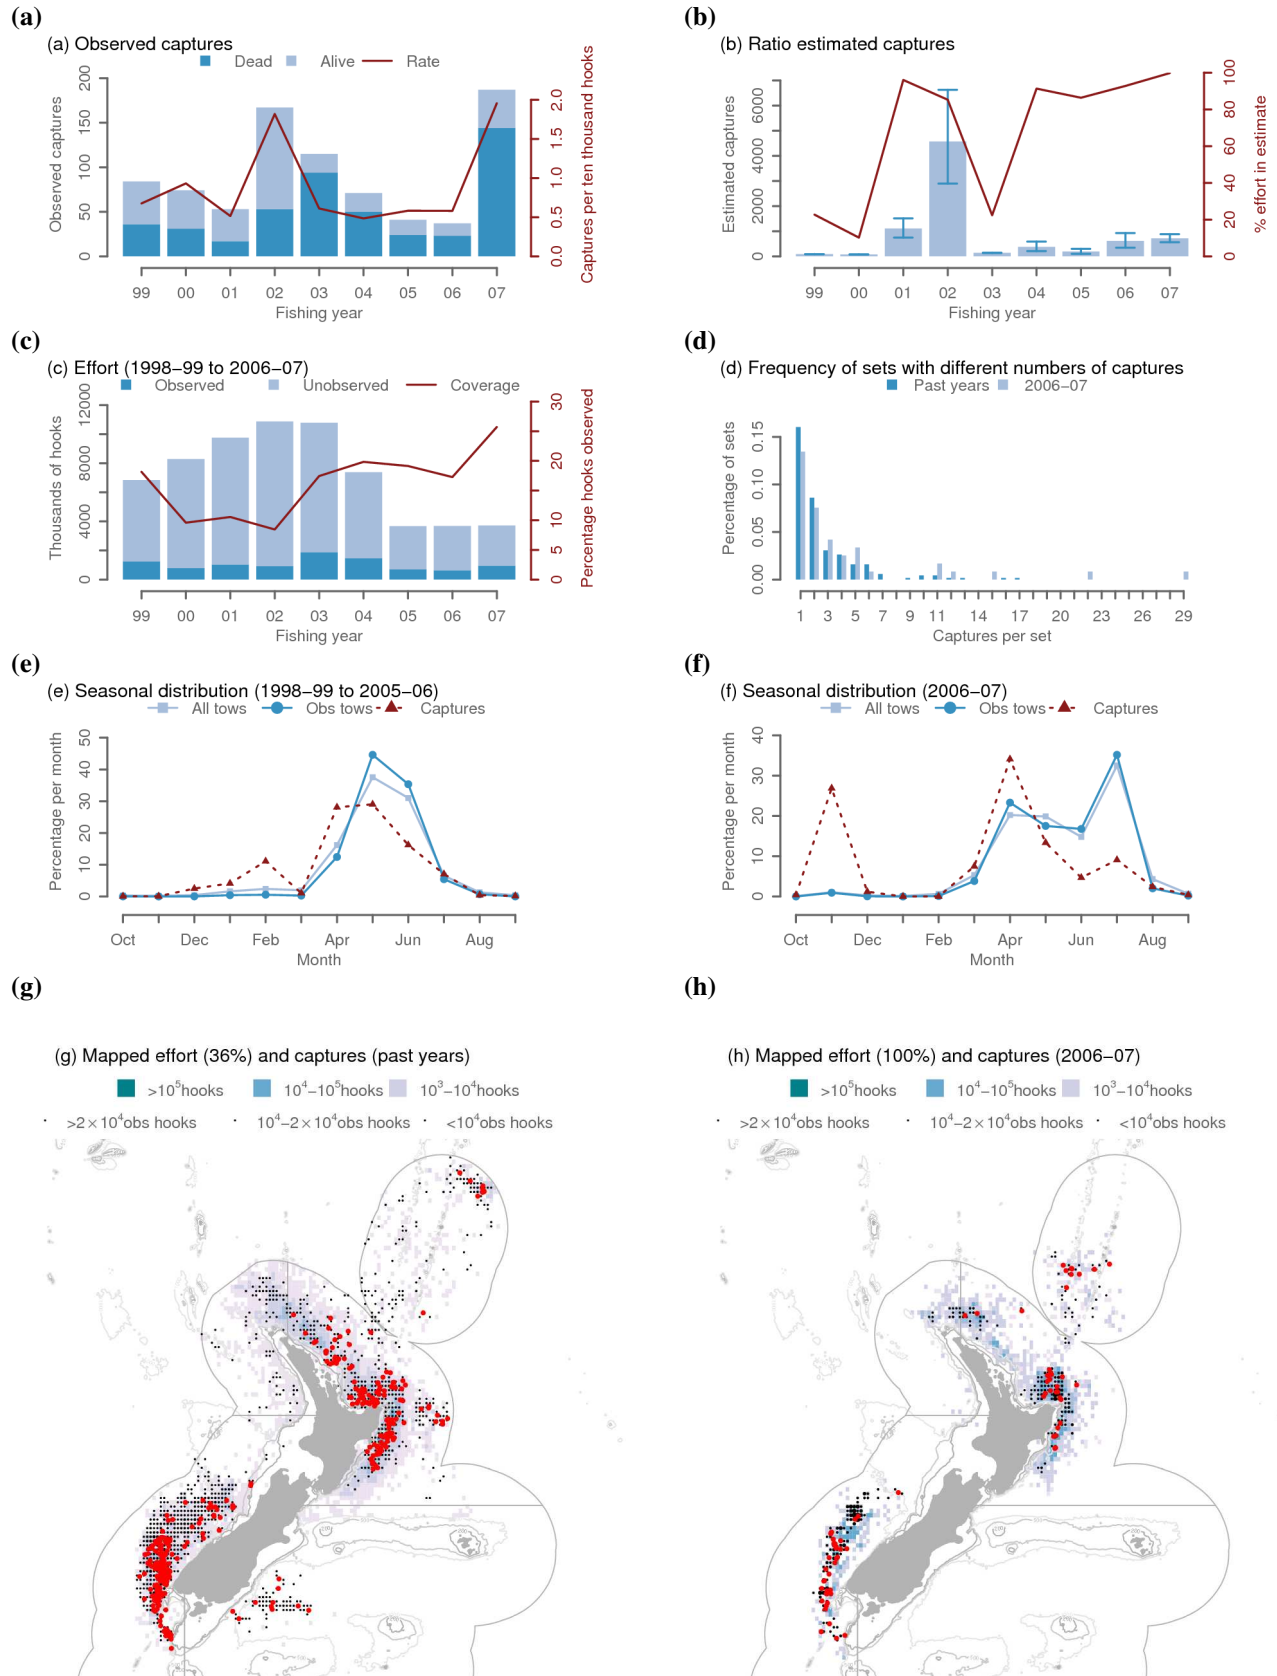 (a) (b)
(a) Observed captures
Dead Alive Rate
Observed captures
0 50 100 150 200
0.0 0.5 1.0 1.5 2.0
Captures per ten thousand hooks
99 00 01 02 03 04 05 06 07
Fishing year
(b) Ratio estimated captures
Estimated captures
0 2000 4000 6000
0 20 40 60 80 100
% effort in estimate
99 00 01 02 03 04 05 06 07
Fishing year
(c) (d)
(c) Effort (1998−99 to 2006−07)
Observed Unobserved Coverage
Thousands of hooks
0 4000 8000 12000
0 5 10 20 30
Percentage hooks observed
99 00 01 02 03 04 05 06 07
Fishing year
(d) Frequency of sets with different numbers of captures
Past years 2006−07
Percentage of sets
0.00 0.05 0.10 0.15
1 3 5 7 9 11 14 17 20 23 26 29
Captures per set
(e) (f)
(e) Seasonal distribution (1998−99 to 2005−06)
All tows Obs tows Captures
Percentage per month
0 10 20 30 40 50
Oct Dec Feb Apr Jun Aug
Month
(f) Seasonal distribution (2006−07)
All tows Obs tows Captures
Percentage per month
0 10 20 30 40
Oct Dec Feb Apr Jun Aug
Month
(g) (h)
(g) Mapped effort (36%) and captures (past years)
>10⁵hooks 10⁴−10⁵hooks 10³−10⁴hooks
>2×10⁴obs hooks 10⁴−2×10⁴obs hooks <10⁴obs hooks
(h) Mapped effort (100%) and captures (2006−07)
>10⁵hooks 10⁴−10⁵hooks 10³−10⁴hooks
>2×10⁴obs hooks 10⁴−2×10⁴obs hooks <10⁴obs hooks